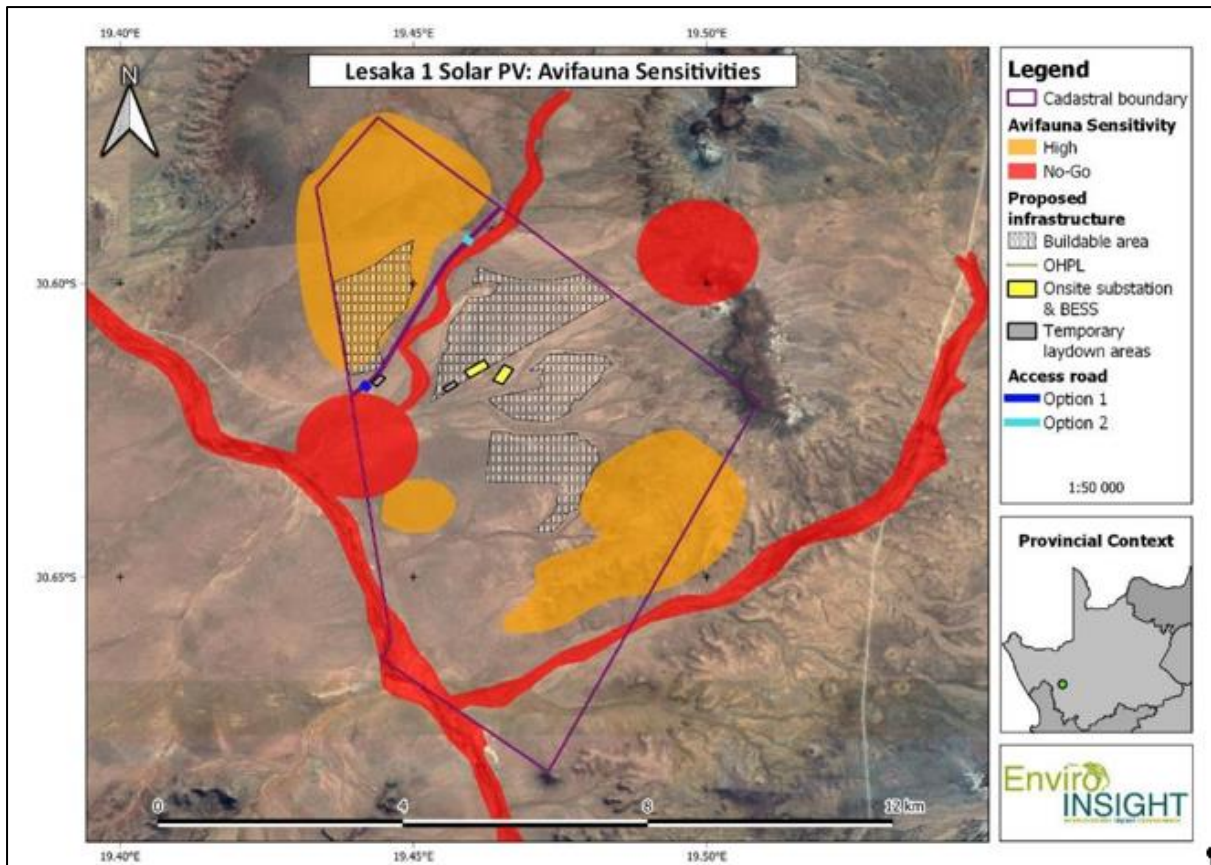 19.40°E 19.45°E 19.50°E
Lesaka 1 Solar PV: Avifauna Sensitivities
N
30.60°S
30.65°S
0 4 8 12 km
19.40°E 19.45°E 19.50°E
Legend
Cadastral boundary
Avifauna Sensitivity
High
No-Go
Proposed
infrastructure
Buildable area
OHPL
Onsite substation
& BESS
Temporary
laydown areas
Access road
Option 1
Option 2
1:50 000
Provincial Context
Enviro
INSIGHT